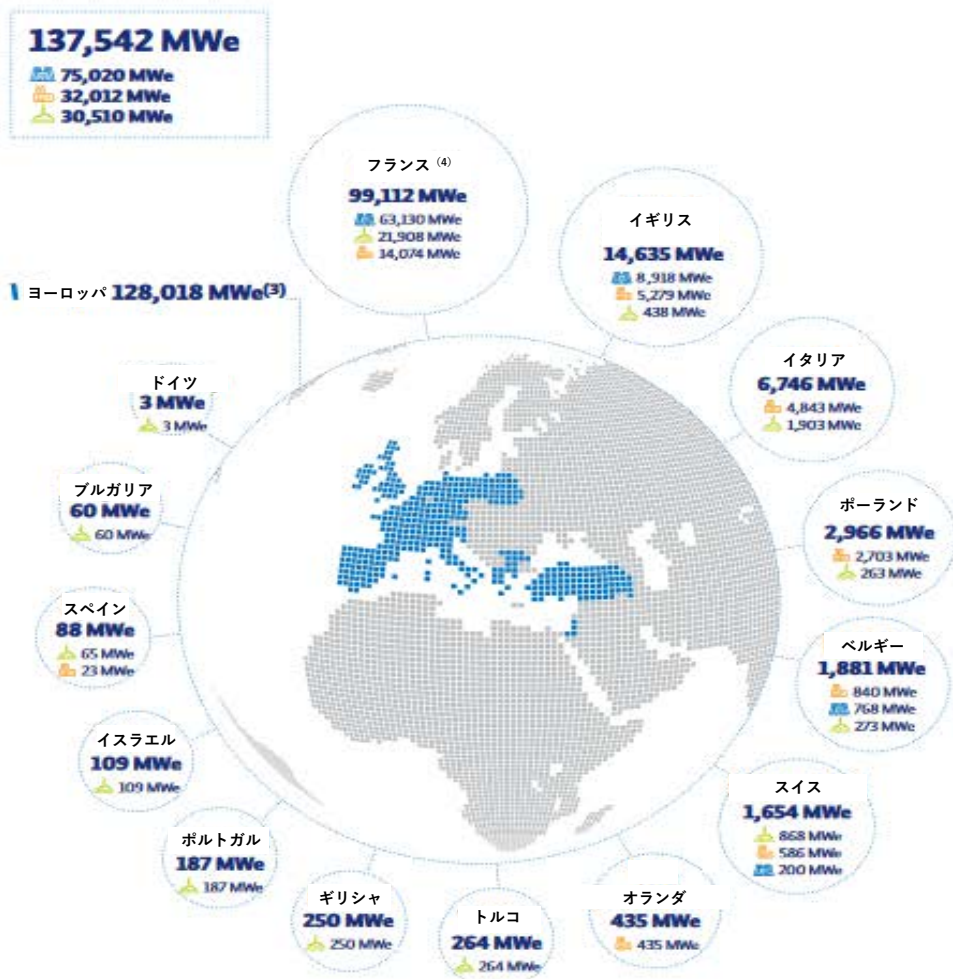 137,542 MWe
75,020 MWe
32,012 MWe
30,510 MWe
フランス (4)
99,112 MWe
63,130 MWe
21,908 MWe
14,074 MWe
イギリス
14,635 MWe
8,918 MWe
5,279 MWe
438 MWe
ヨーロッパ 128,018 MWe(3)
イタリア
6,746 MWe
4,843 MWe
1,903 MWe
ドイツ
3 MWe
3 MWe
ブルガリア
60 MWe
60 MWe
ポーランド
2,966 MWe
2,703 MWe
263 MWe
スペイン
88 MWe
65 MWe
23 MWe
ベルギー
1,881 MWe
840 MWe
768 MWe
273 MWe
イスラエル
109 MWe
109 MWe
スイス
1,654 MWe
868 MWe
586 MWe
200 MWe
ポルトガル
187 MWe
187 MWe
ギリシャ
250 MWe
250 MWe
トルコ
264 MWe
264 MWe
オランダ
435 MWe
435 MWe